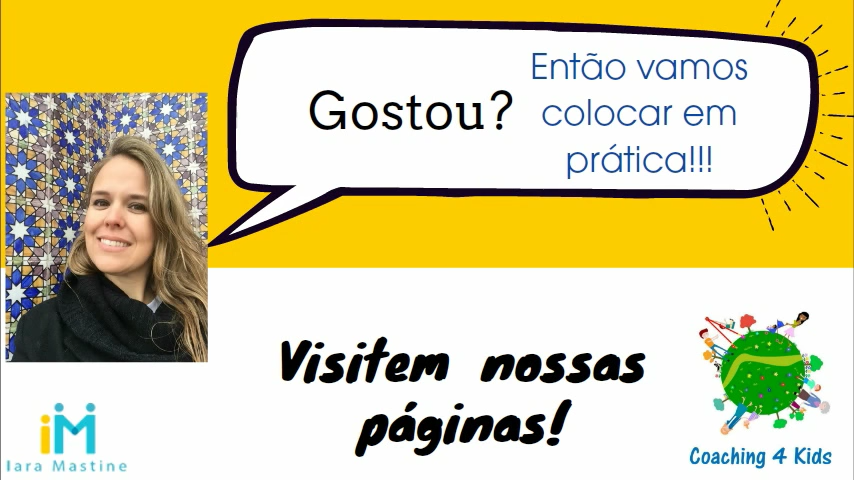 Gostou?
Então vamos
colocar em
prática!!!
Visitem nossas
páginas!
Iara Mastine
Coaching 4 Kids